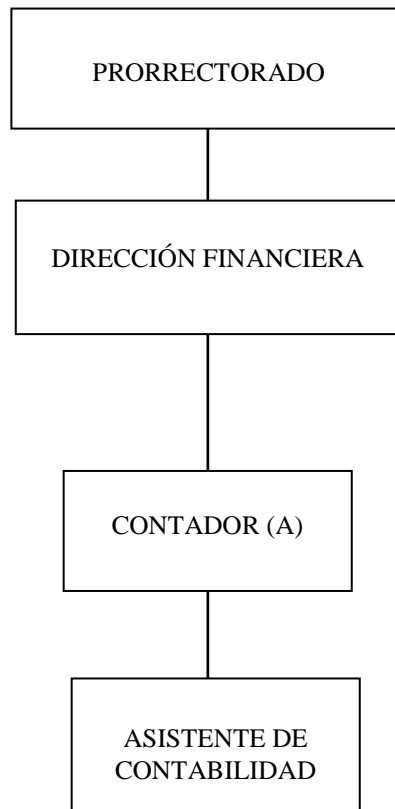 PRORRECTORADO
DIRECCIÓN FINANCIERA
CONTADOR (A)
ASISTENTE DE
CONTABILIDAD